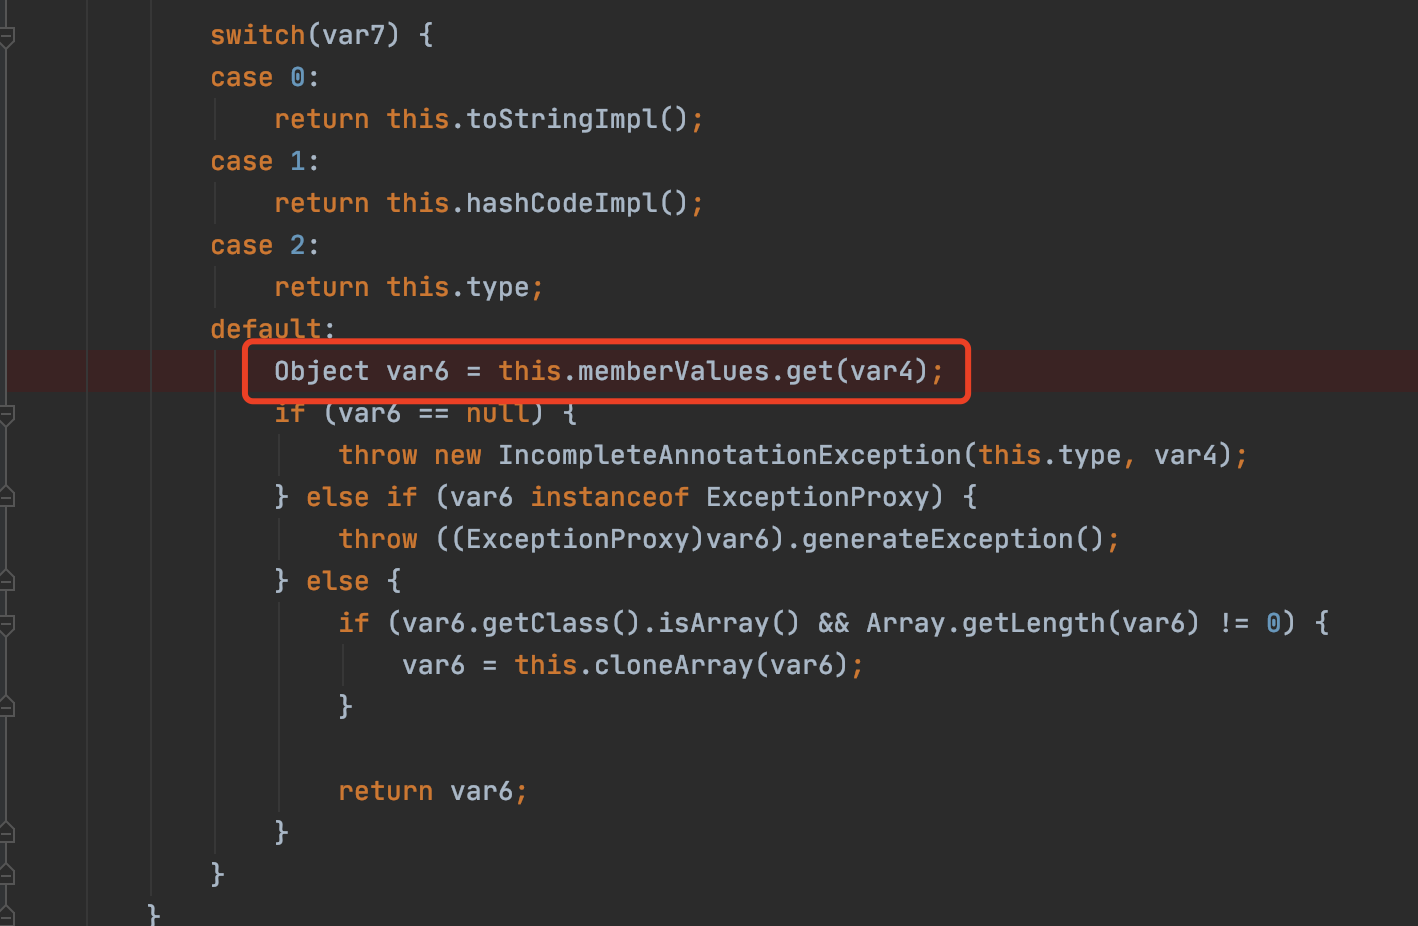 switch(var7) {
case 0:
return this.toStringImpl();
case 1:
return this.hashCodeImpl();
case 2:
return this.type;
default:
Object var6 = this.memberValues.get(var4);
if (var6 == null) {
throw new IncompleteAnnotationException(this.type, var4);
} else if (var6 instanceof ExceptionProxy) {
throw ((ExceptionProxy)var6).generateException();
} else {
if (var6.getClass().isArray() && Array.getLength(var6) != 0) {
var6 = this.cloneArray(var6);
}
return var6;
}
}
}